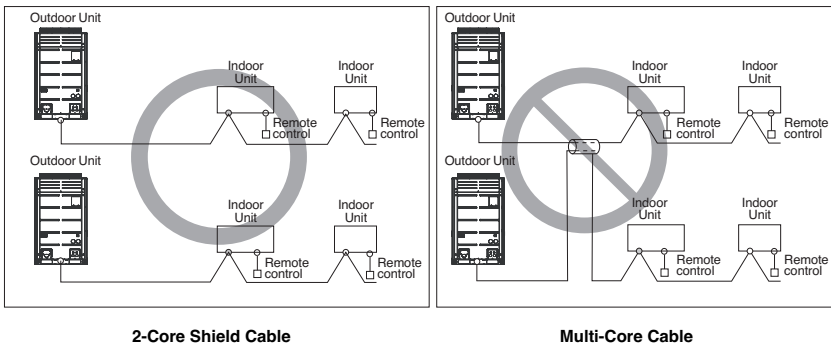 Outdoor Unit
Indoor
Unit
Remote
control
Indoor
Unit
Remote
control
Outdoor Unit
Indoor
Unit
Remote
control
Indoor
Unit
Remote
control
2-Core Shield Cable
Outdoor Unit
Indoor
Unit
Remote
control
Indoor
Unit
Remote
control
Outdoor Unit
Indoor
Unit
Remote
control
Indoor
Unit
Remote
control
Multi-Core Cable